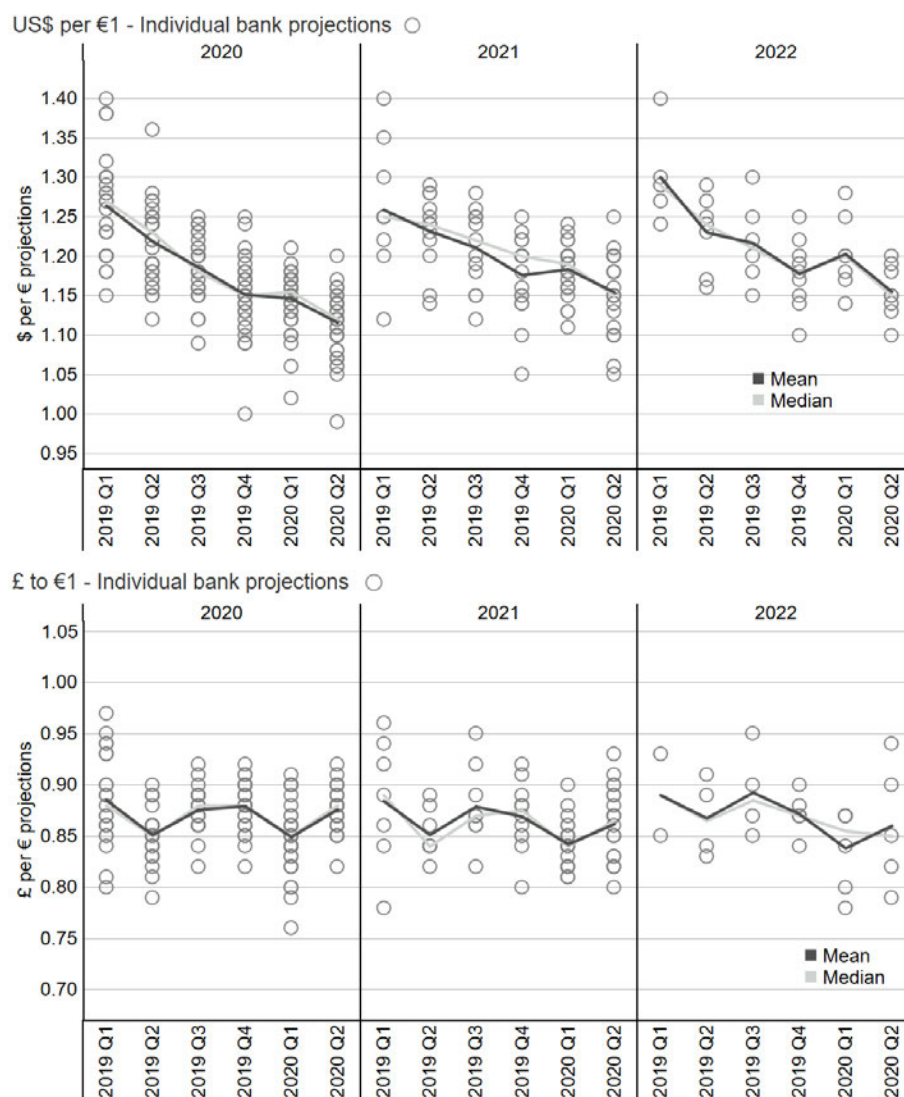 US$ per €1 - Individual bank projections
2020 2021 2022
$ per € projections
1.40
1.35
1.30
1.25
1.20
1.15
1.10
1.05
1.00
0.95
Mean
Median
2019 Q1 2019 Q2 2019 Q3 2019 Q4 2020 Q1 2020 Q2 2019 Q1 2019 Q2 2019 Q3 2019 Q4 2020 Q1 2020 Q2 2019 Q1 2019 Q2 2019 Q3 2019 Q4 2020 Q1 2020 Q2
£ to €1 - Individual bank projections
2020 2021 2022
£ per € projections
1.05
1.00
0.95
0.90
0.85
0.80
0.75
0.70
Mean
Median
2019 Q1 2019 Q2 2019 Q3 2019 Q4 2020 Q1 2020 Q2 2019 Q1 2019 Q2 2019 Q3 2019 Q4 2020 Q1 2020 Q2 2019 Q1 2019 Q2 2019 Q3 2019 Q4 2020 Q1 2020 Q2